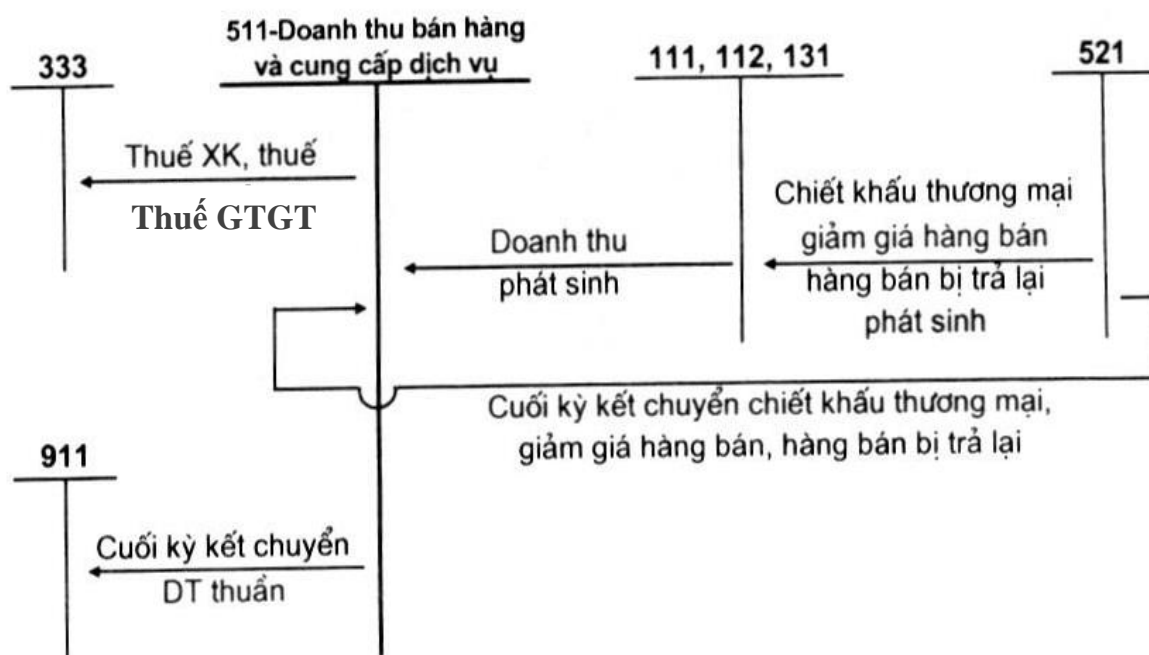 511-Doanh thu bán hàng
và cung cấp dịch vụ
333
111, 112, 131
521
Thuế XK, thuế
Thuế GTGT
Doanh thu
phát sinh
Chiết khấu thương mại
giảm giá hàng bán
hàng bán bị trả lại
phát sinh
Cuối kỳ kết chuyển chiết khấu thương mại,
giảm giá hàng bán, hàng bán bị trả lại
911
Cuối kỳ kết chuyển
DT thuần